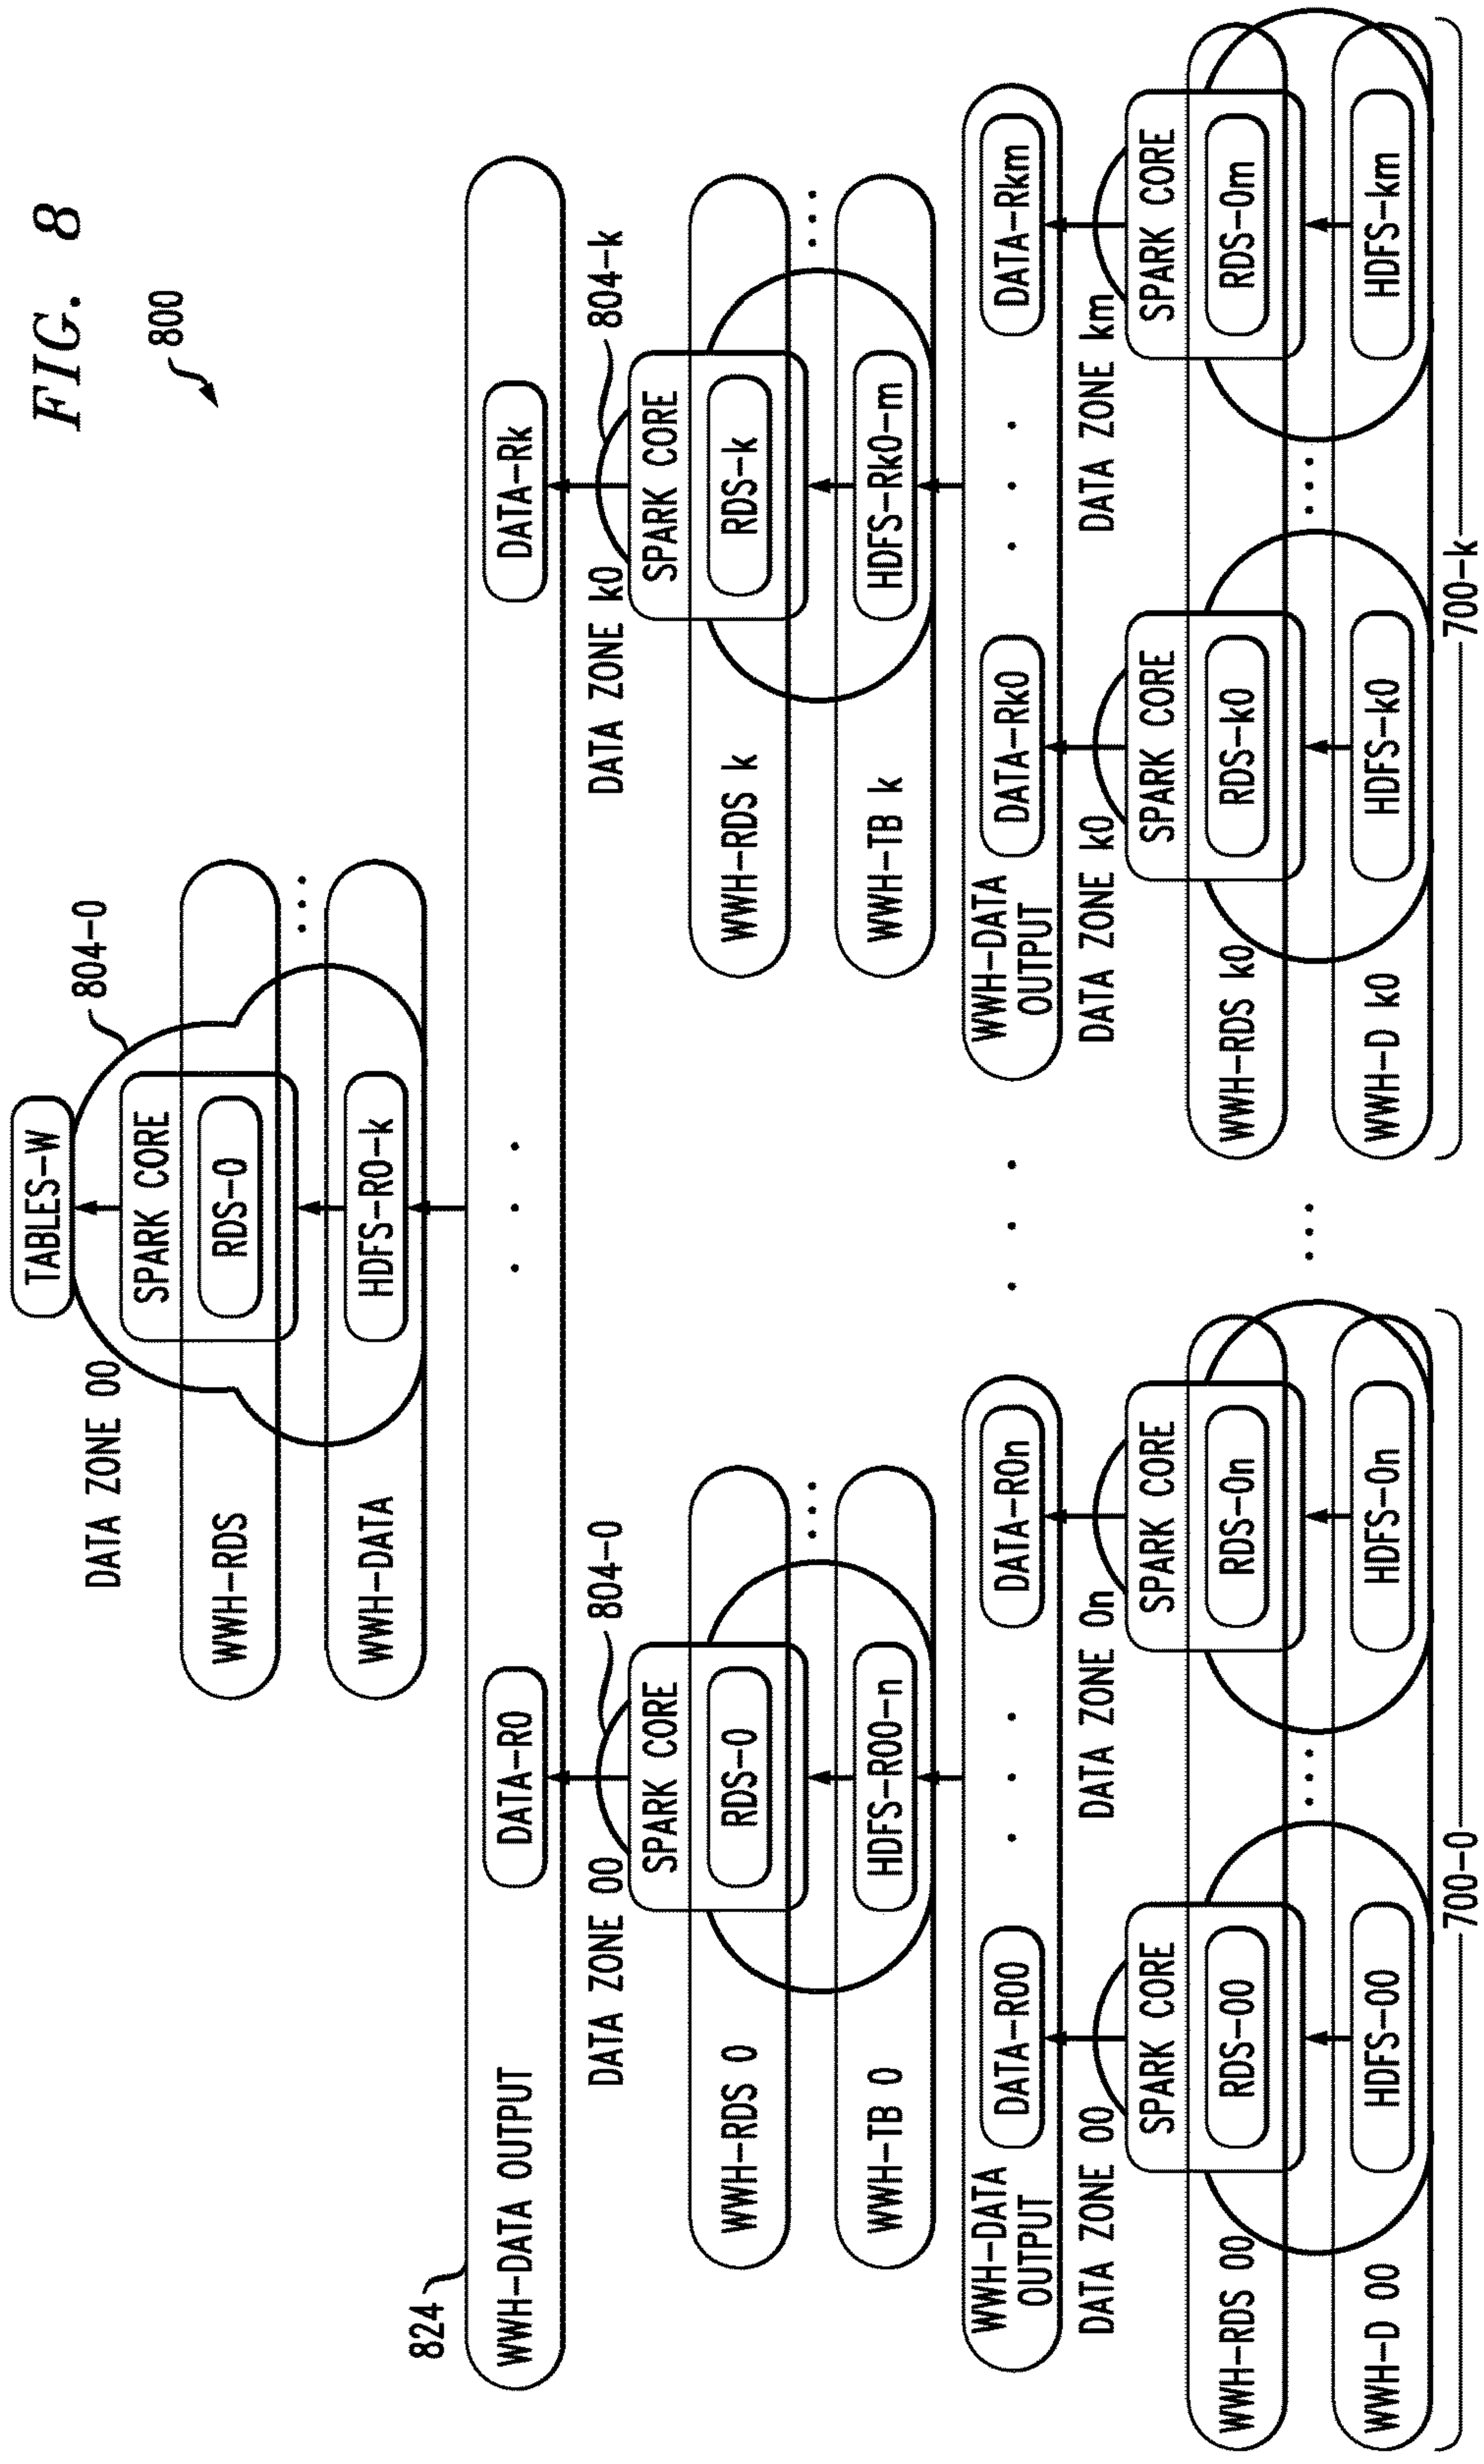 FIG. 8
800
TABLES-W
804-0
DATA ZONE 00
SPARK CORE
WWH-RDS
RDS-0
...
WWH-DATA
HDFS-R0-k
824
WWH-DATA OUTPUT
DATA-R0
. . .
DATA-Rk
DATA ZONE 00
804-0
DATA ZONE k0
804-k
SPARK CORE
SPARK CORE
WWH-RDS 0
RDS-0
WWH-RDS k
RDS-k
...
...
WWH-TB 0
HDFS-R00-n
WWH-TB k
HDFS-Rk0-m
WWH-DATA
OUTPUT
DATA-R00
. . .
DATA-R0n
. . .
WWH-DATA
OUTPUT
DATA-Rk0
. . .
DATA-Rkm
DATA ZONE 00
DATA ZONE 0n
DATA ZONE k0
DATA ZONE km
SPARK CORE
SPARK CORE
SPARK CORE
SPARK CORE
WWH-RDS 00
RDS-00
RDS-0n
WWH-RDS k0
RDS-k0
RDS-0m
...
...
...
WWH-D 00
HDFS-00
HDFS-0n
WWH-D k0
HDFS-k0
HDFS-km
700-0
700-k